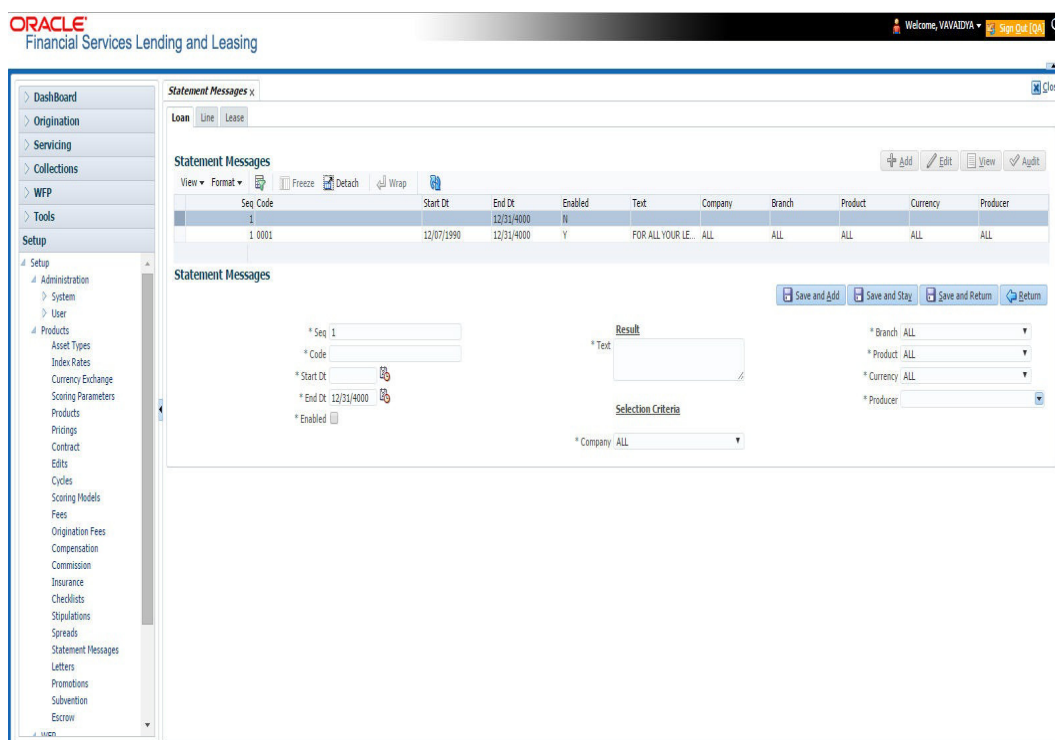 ORACLE
Financial Services Lending and Leasing
Welcome, VAVAIDYA
Sign Out [QA]
DashBoard
Origination
Servicing
Collections
WFP
Tools
Setup
Setup
Administration
System
User
Products
Asset Types
Index Rates
Currency Exchange
Scoring Parameters
Products
Pricings
Contract
Edits
Cycles
Scoring Models
Fees
Origination Fees
Compensation
Commission
Insurance
Checklists
Stipulations
Spreads
Statement Messages
Letters
Promotions
Subvention
Escrow
WFP
Statement Messages x
Clos
Loan Line Lease
Statement Messages
Add Edit View Audit
View Format Freeze Detach Wrap
Seq Code Start Dt End Dt Enabled Text Company Branch Product Currency Producer
1 12/31/4000 N
1 0001 12/07/1990 12/31/4000 Y FOR ALL YOUR LE... ALL ALL ALL ALL ALL
Statement Messages
Save and Add Save and Stay Save and Return Return
* Seq 1
* Code
* Start Dt
* End Dt 12/31/4000
* Enabled
Result
* Text
Selection Criteria
* Company ALL
* Branch ALL
* Product ALL
* Currency ALL
* Producer